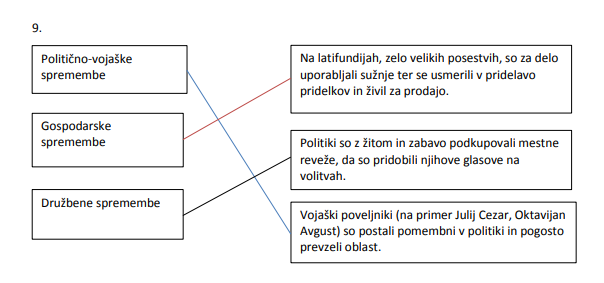 9.
Politično-vojaške
spremembe
Na latifundijah, zelo velikih posestvih, so za delo
uporabljali sužnje ter se usmerili v pridelavo
pridelkov in živil za prodajo.
Gospodarske
spremembe
Politiki so z žitom in zabavo podkupovali mestne
reveže, da so pridobili njihove glasove na
volitvah.
Družbene spremembe
Vojaški poveljniki (na primer Julij Cezar, Oktavijan
Avgust) so postali pomembni v politiki in pogosto
prevzeli oblast.